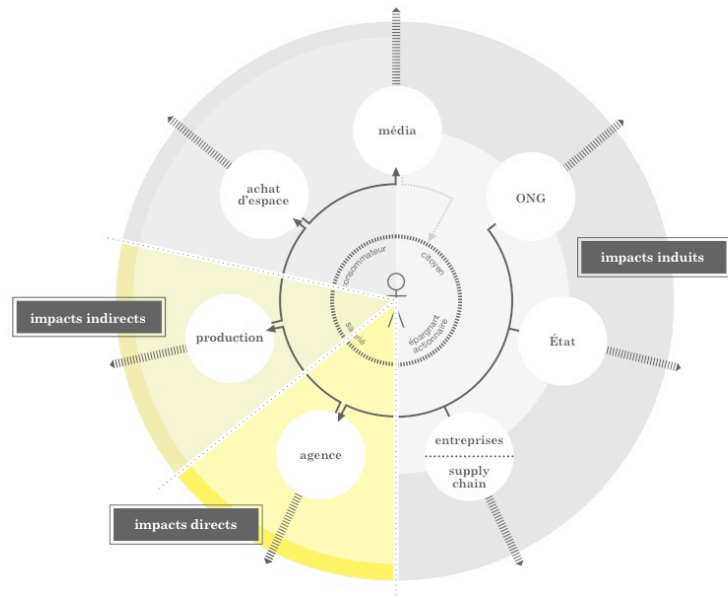 média
achat
d'espace
ONG
consommateur
citoyen
impacts induits
impacts indirects
production
État
salarié
épargnant
actionnaire
agence
entreprises
supply
chain
impacts directs